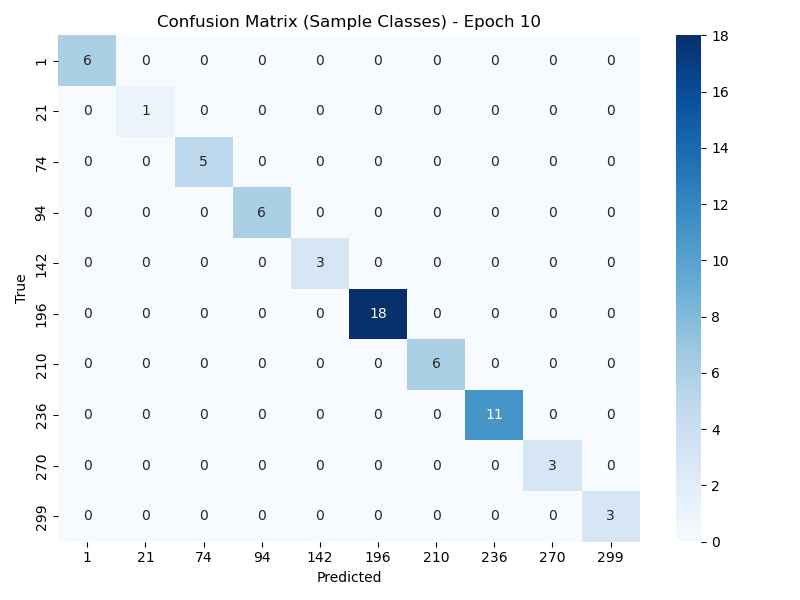 Confusion Matrix (Sample Classes) - Epoch 10
True
1 6 0 0 0 0 0 0 0 0 0
21 0 1 0 0 0 0 0 0 0 0
74 0 0 5 0 0 0 0 0 0 0
94 0 0 0 6 0 0 0 0 0 0
142 0 0 0 0 3 0 0 0 0 0
196 0 0 0 0 0 18 0 0 0 0
210 0 0 0 0 0 0 6 0 0 0
236 0 0 0 0 0 0 0 11 0 0
270 0 0 0 0 0 0 0 0 3 0
299 0 0 0 0 0 0 0 0 0 3
1 21 74 94 142 196 210 236 270 299
Predicted
18
16
14
12
10
8
6
4
2
0